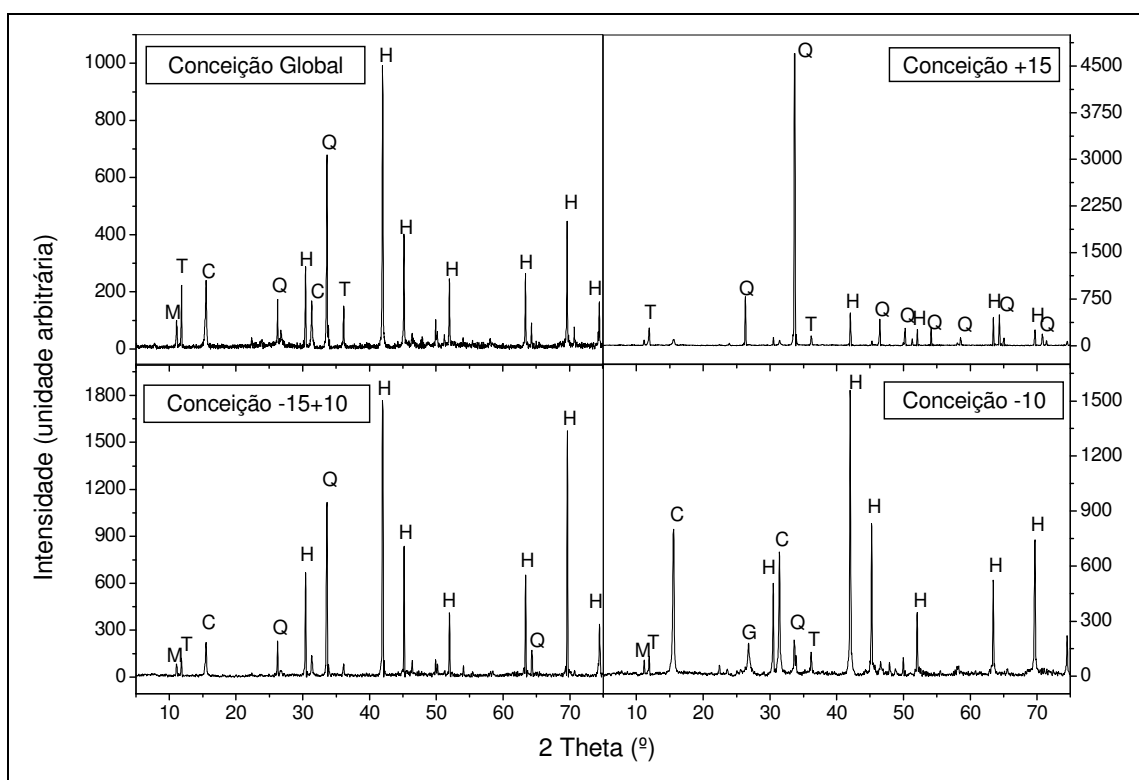 Conceição Global
M T C Q H C Q T H H H H H H
0 200 400 600 800 1000
Conceição +15
T Q Q T H Q Q H Q Q H Q H Q
0 750 1500 2250 3000 3750 4500
Conceição -15+10
M T C Q H Q H H H H Q H H
0 300 600 900 1200 1500 1800
10 20 30 40 50 60 70
Conceição -10
M T C G H C Q T H H H H H
0 300 600 900 1200 1500
10 20 30 40 50 60 70
Intensidade (unidade arbitrária)
2 Theta (º)